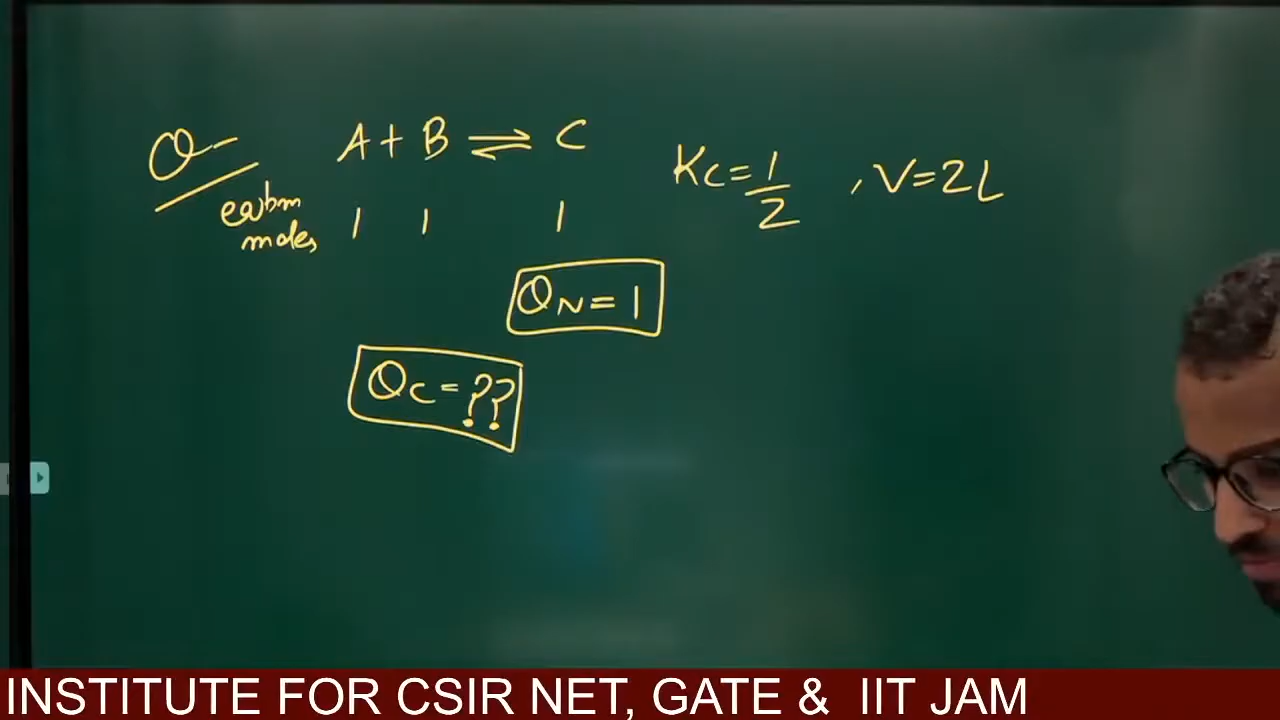 Q- A + B ⇌ C Kc = 1/2 , V = 2L
eqbm moles 1 1 1
QN = 1
Qc = ??
INSTITUTE FOR CSIR NET, GATE & IIT JAM